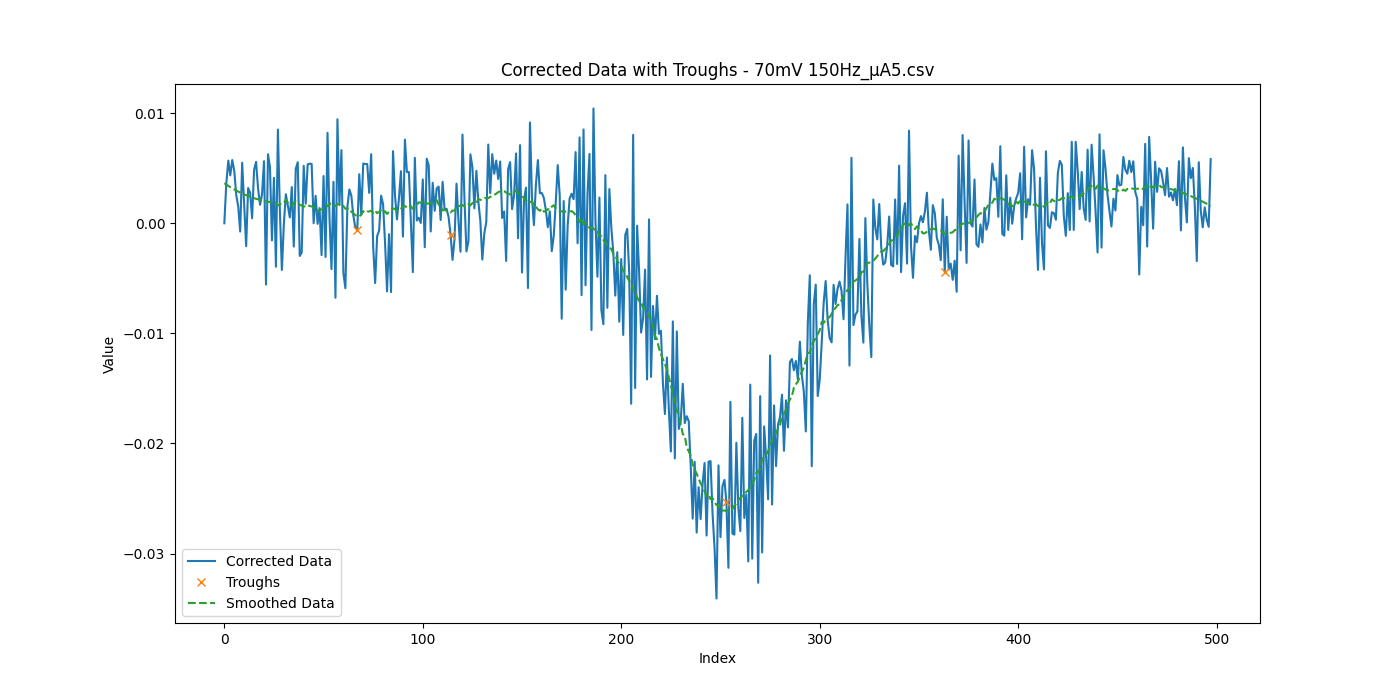 Corrected Data with Troughs - 70mV 150Hz_μA5.csv
0.01
0.00
−0.01
−0.02
−0.03
Value
Corrected Data
Troughs
Smoothed Data
0 100 200 300 400 500
Index